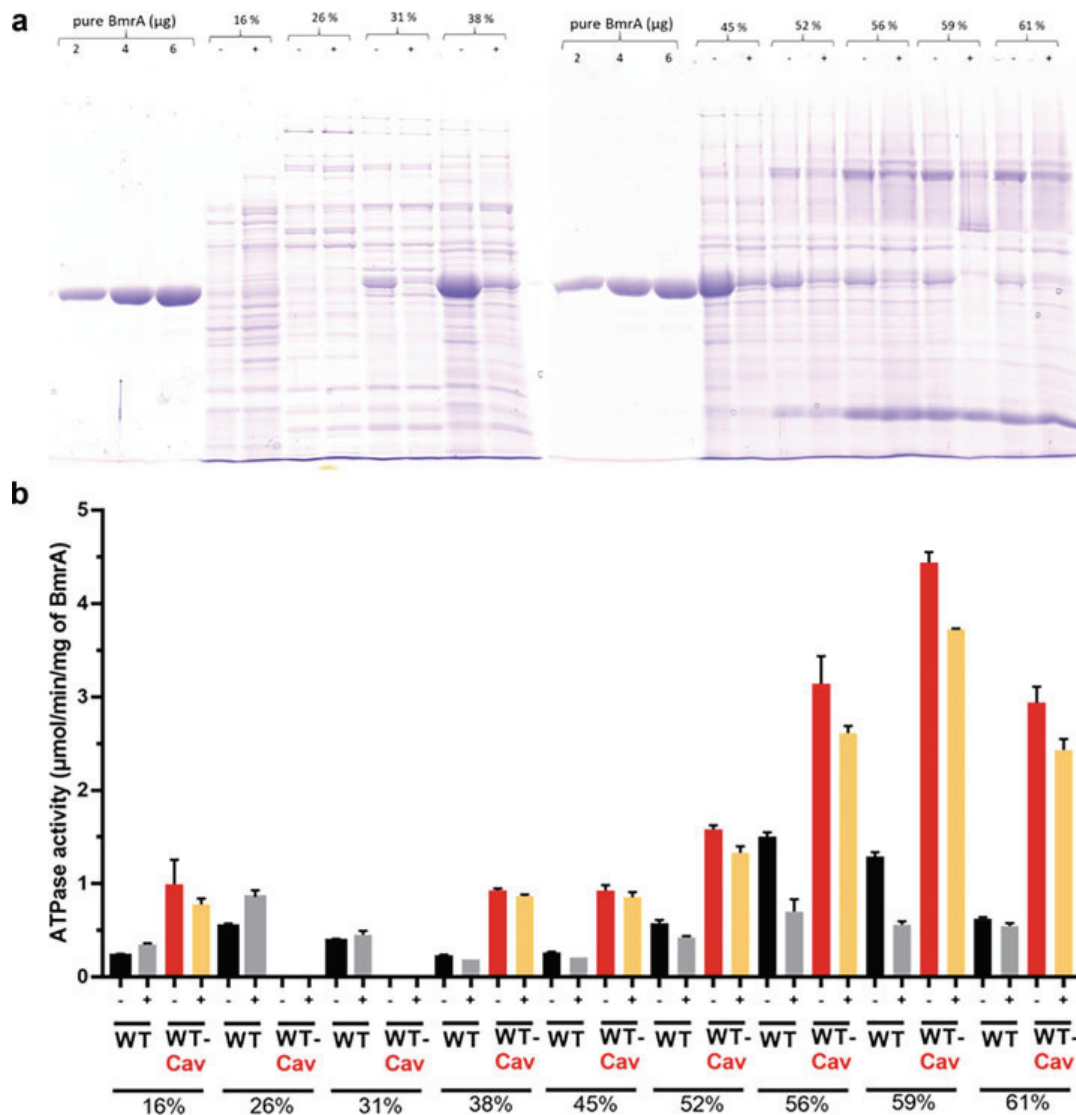 a
pure BmrA (µg) 16 % 26 % 31 % 38 % pure BmrA (µg) 45 % 52 % 56 % 59 % 61 %
2 4 6 - + - + - + - + 2 4 6 - + - + - + - + - +
b
ATPase activity (µmol/min/mg of BmrA)
5
4
3
2
1
0
- + - + - + - + - + - + - + - + - + - + - + - + - + - + - + - + - + - +
WT WT- WT WT- WT WT- WT WT- WT WT- WT WT- WT WT- WT WT- WT WT-
Cav Cav Cav Cav Cav Cav Cav Cav Cav
16% 26% 31% 38% 45% 52% 56% 59% 61%